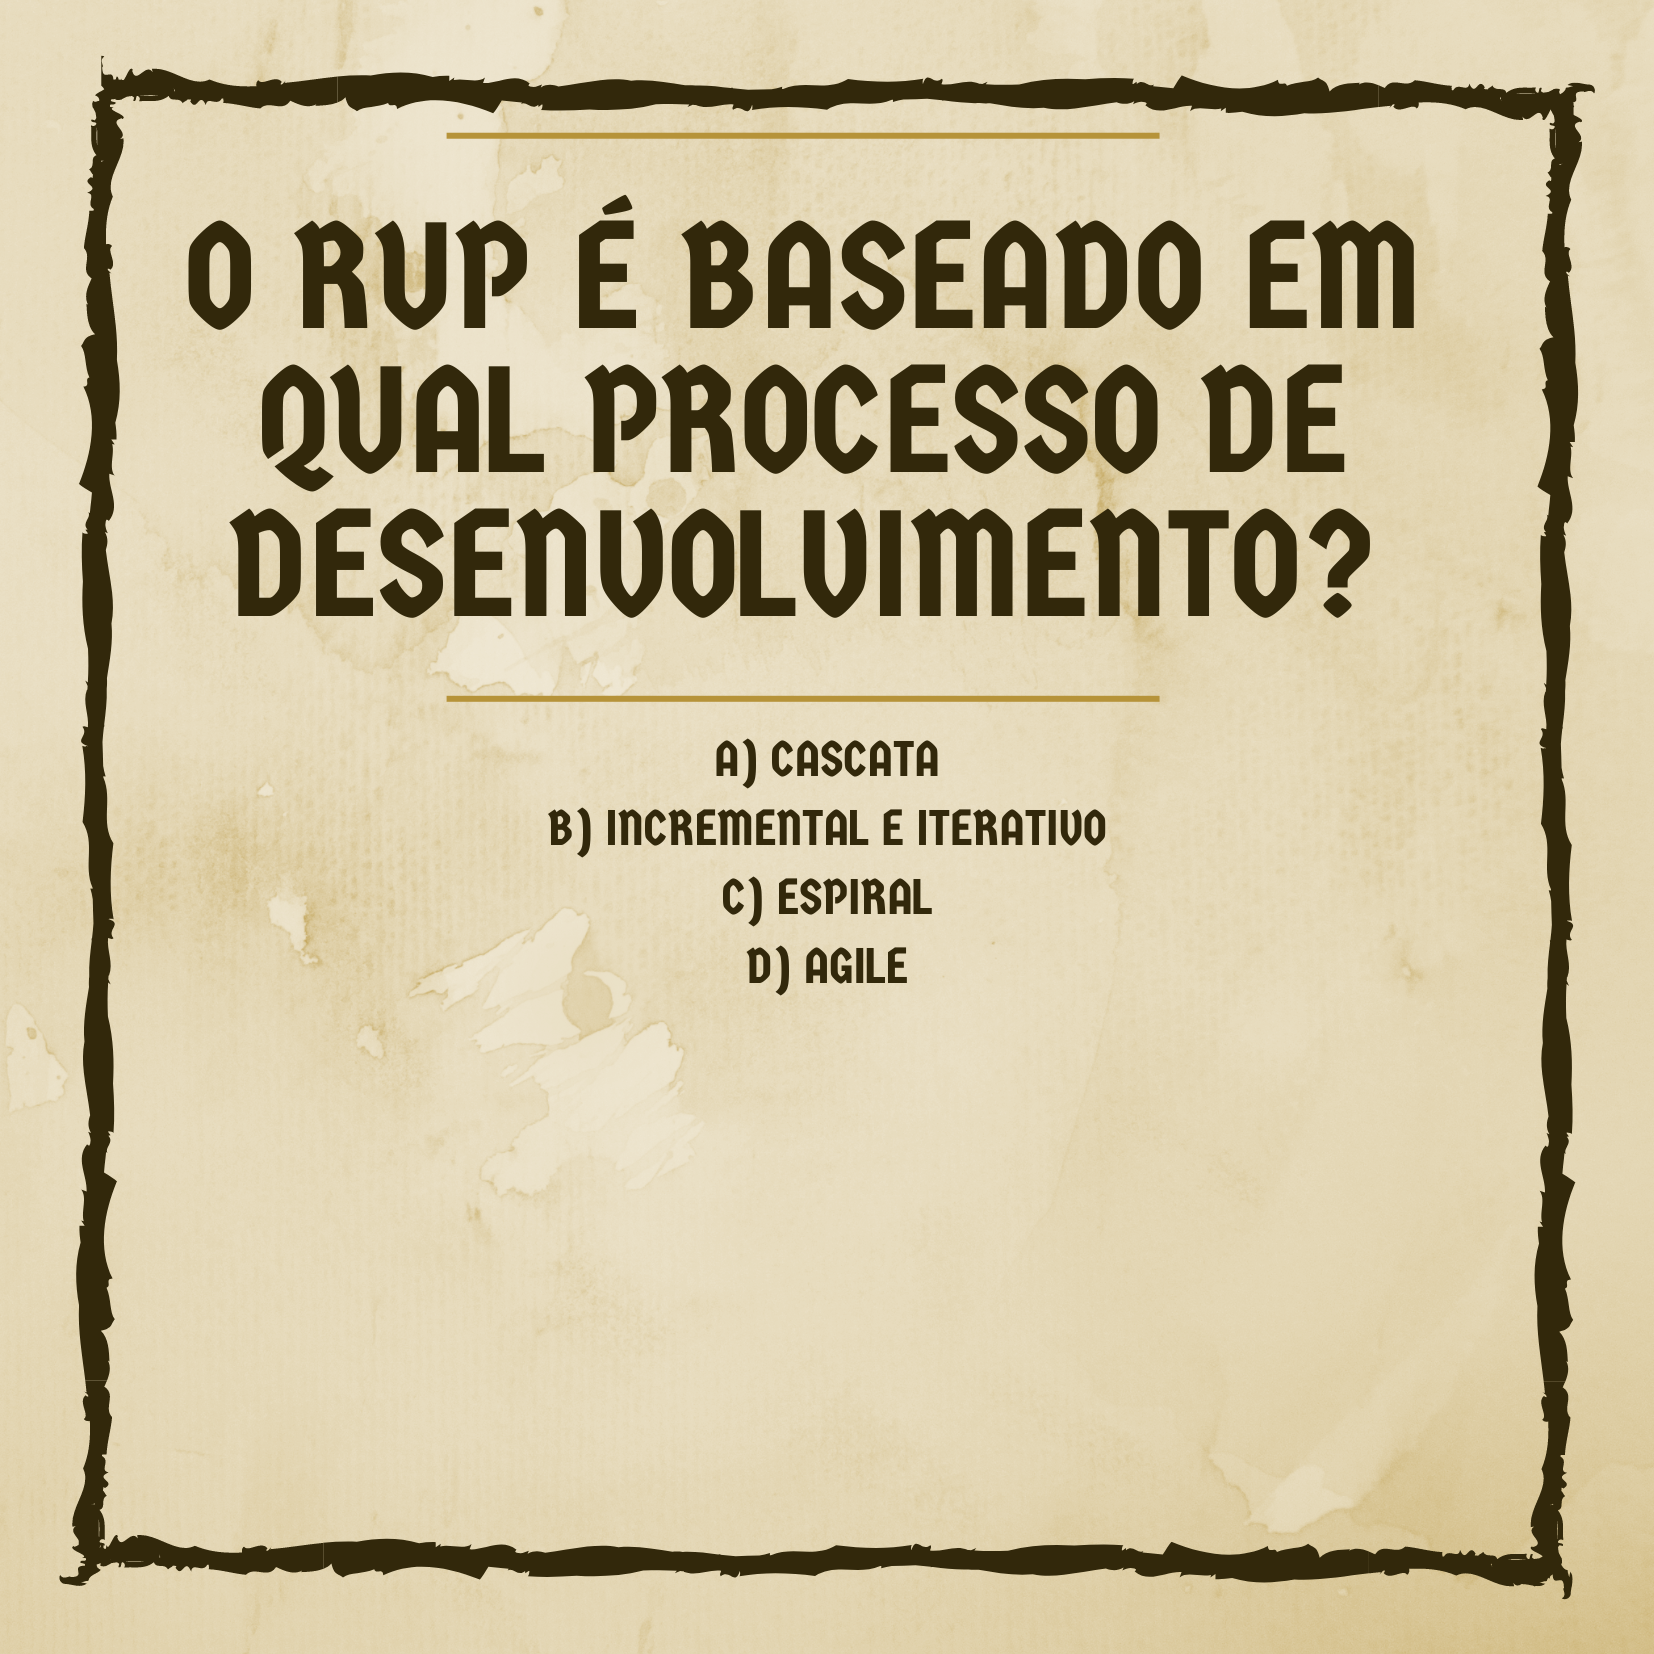 O RUP É BASEADO EM
QUAL PROCESSO DE
DESENVOLVIMENTO?
A) CASCATA
B) INCREMENTAL E ITERATIVO
C) ESPIRAL
D) AGILE